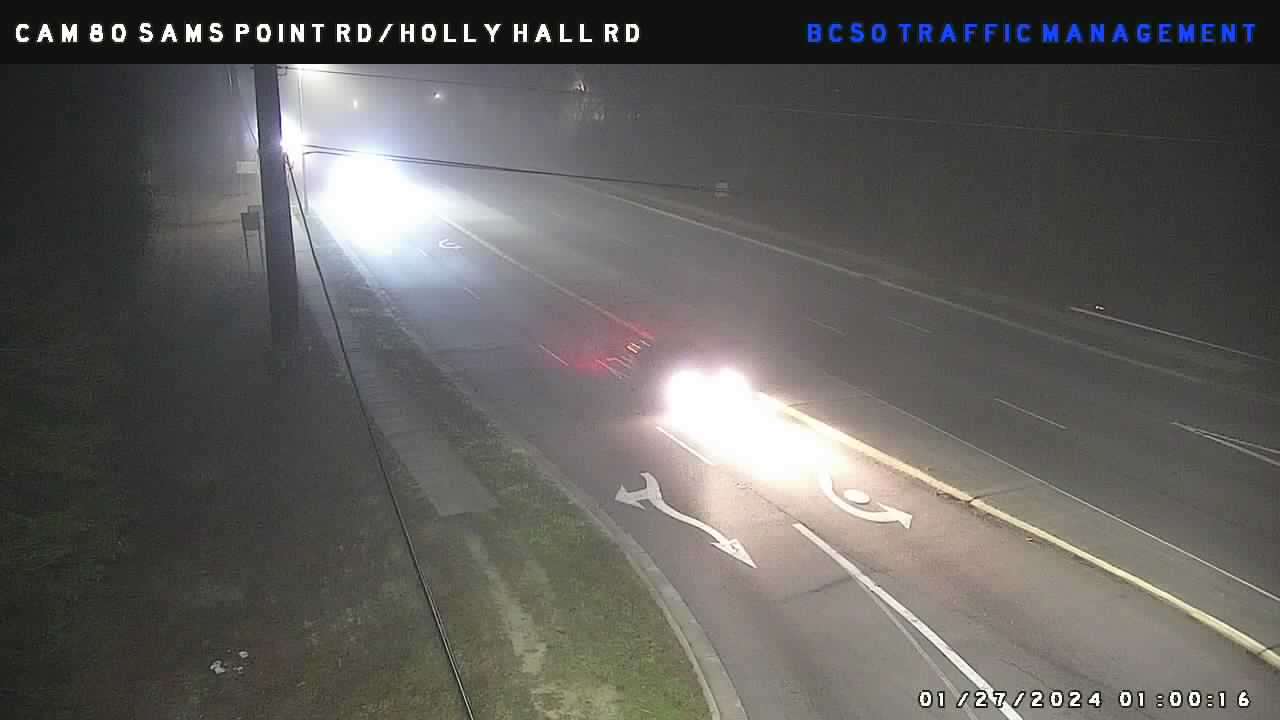 CAM 80 SAMS POINT RD/HOLLY HALL RD
BCSO TRAFFIC MANAGEMENT
01/27/2024 01:00:16